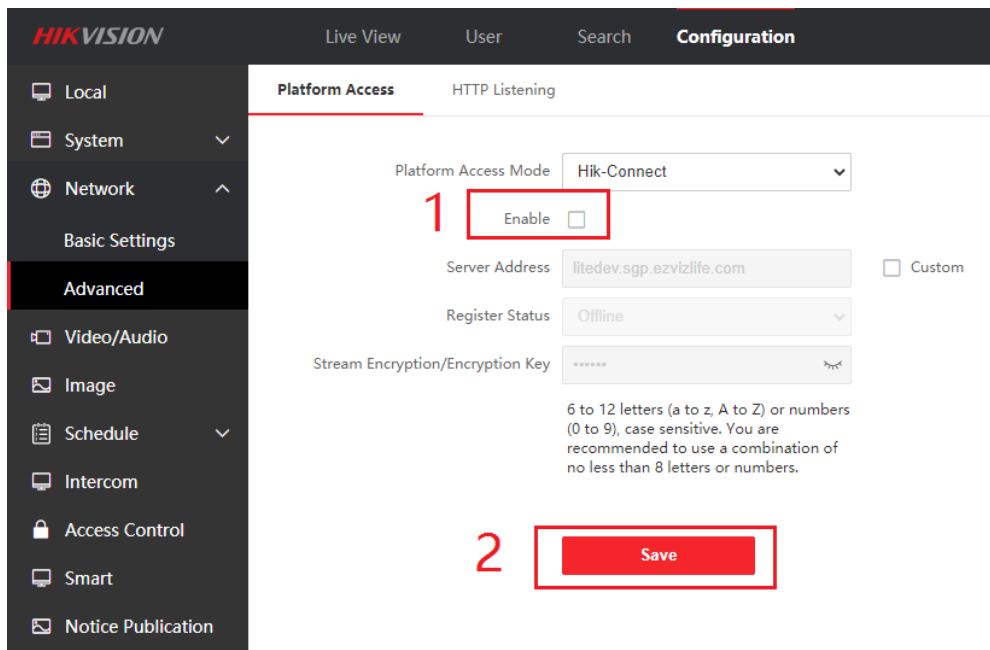 HIKVISION Live View User Search Configuration
Local
Platform Access HTTP Listening
System
Network
Basic Settings
Advanced
Video/Audio
Image
Schedule
Intercom
Access Control
Smart
Notice Publication
Platform Access Mode Hik-Connect
1 Enable
Server Address litedev.sgp.ezvizlife.com Custom
Register Status Offline
Stream Encryption/Encryption Key ••••••
6 to 12 letters (a to z, A to Z) or numbers
(0 to 9), case sensitive. You are
recommended to use a combination of
no less than 8 letters or numbers.
2 Save